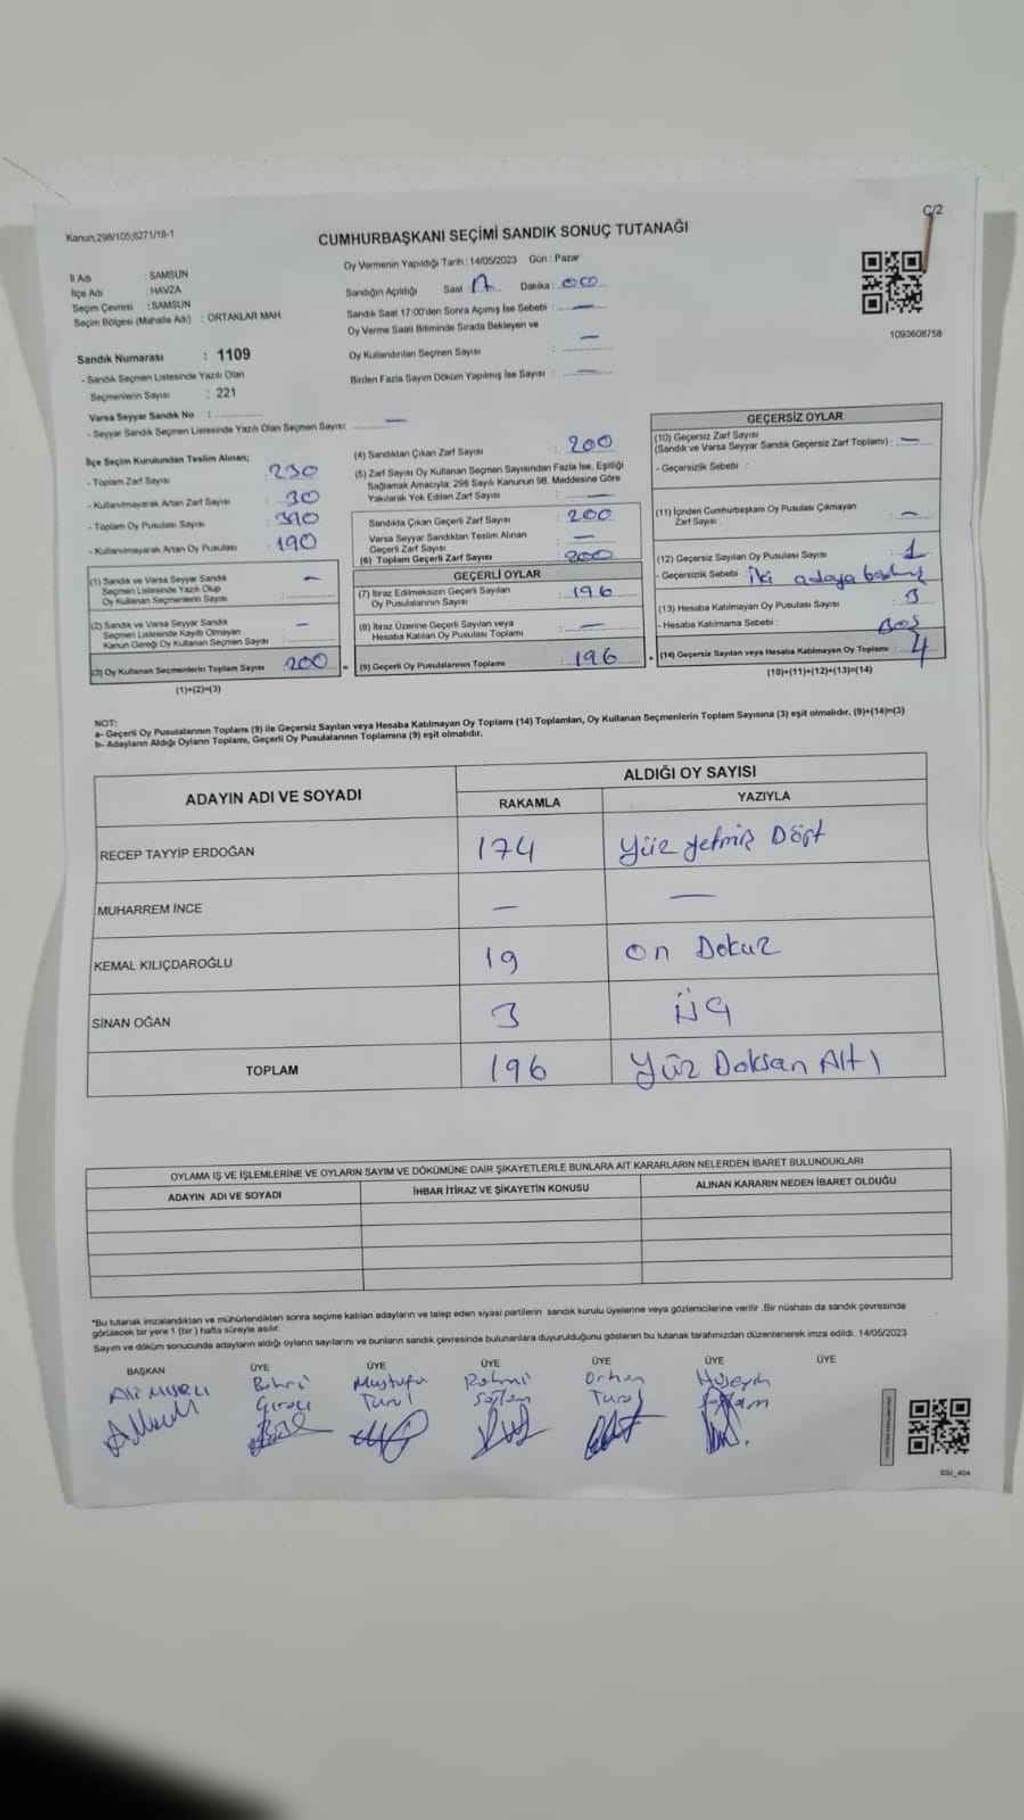 Kanun:298/105;6271/18-1
C/2
CUMHURBAŞKANI SEÇİMİ SANDIK SONUÇ TUTANAĞI
İl Adı : SAMSUN
İlçe Adı : HAVZA
Seçim Çevresi : SAMSUN
Seçim Bölgesi (Mahalle Adı) : ORTAKLAR MAH
Sandık Numarası : 1109
- Sandık Seçmen Listesinde Yazılı Olan
Seçmenlerin Sayısı : 221
Varsa Seyyar Sandık No :
- Seyyar Sandık Seçmen Listesinde Yazılı Olan Seçmen Sayısı: —
Oy Vermenin Yapıldığı Tarih : 14/05/2023 Gün : Pazar
Sandığın Açıldığı Saat 17 Dakika : 00
Sandık Saat 17:00'den Sonra Açımış İse Sebebi : —
Oy Verme Saati Bitiminde Sırada Bekleyen ve
Oy Kullandırılan Seçmen Sayısı : —
Birden Fazla Sayım Döküm Yapılmış İse Sayısı : —
1093608758
İlçe Seçim Kurulundan Teslim Alınan;
- Toplam Zarf Sayısı : 230
- Kullanılmayarak Artan Zarf Sayısı : 30
- Toplam Oy Pusulası Sayısı : 390
- Kullanılmayarak Artan Oy Pusulası : 190
(1) Sandık ve Varsa Seyyar Sandık
Seçmen Listesinde Yazılı Olup
Oy Kullanan Seçmenlerin Sayısı : —
(2) Sandık ve Varsa Seyyar Sandık
Seçmen Listesinde Kayıtlı Olmayan
Kanun Gereği Oy Kullanan Seçmen Sayısı : —
(3) Oy Kullanan Seçmenlerin Toplam Sayısı : 200
(1)+(2)=(3)
(4) Sandıktan Çıkan Zarf Sayısı : 200
(5) Zarf Sayısı Oy Kullanan Seçmen Sayısından Fazla İse, Eşitliği
Sağlamak Amacıyla; 298 Sayılı Kanunun 98. Maddesine Göre
Yakılarak Yok Edilen Zarf Sayısı : —
Sandıkta Çıkan Geçerli Zarf Sayısı : 200
Varsa Seyyar Sandıktan Teslim Alınan
Geçerli Zarf Sayısı : —
(6) Toplam Geçerli Zarf Sayısı : 200
GEÇERLİ OYLAR
(7) İtiraz Edilmeksizin Geçerli Sayılan
Oy Pusulalarının Sayısı : 196
(8) İtiraz Üzerine Geçerli Sayılan veya
Hesaba Katılan Oy Pusulası Toplamı : —
(9) Geçerli Oy Pusulalarının Toplamı : 196
GEÇERSİZ OYLAR
(10) Geçersiz Zarf Sayısı
(Sandık ve Varsa Seyyar Sandık Geçersiz Zarf Toplamı) : —
- Geçersizlik Sebebi :
(11) İçinden Cumhurbaşkanı Oy Pusulası Çıkmayan
Zarf Sayısı : —
(12) Geçersiz Sayılan Oy Pusulası Sayısı : 1
- Geçersizlik Sebebi : iki adaya
(13) Hesaba Katılmayan Oy Pusulası Sayısı : 3
- Hesaba Katılmama Sebebi : Boş
(14) Geçersiz Sayılan veya Hesaba Katılmayan Oy Toplamı : 4
(10)+(11)+(12)+(13)=(14)
NOT:
a- Geçerli Oy Pusulalarının Toplamı (9) ile Geçersiz Sayılan veya Hesaba Katılmayan Oy Toplamı (14) Toplamları, Oy Kullanan Seçmenlerin Toplam Sayısına (3) eşit olmalıdır. (9)+(14)=(3)
b- Adayların Aldığı Oyların Toplamı, Geçerli Oy Pusulalarının Toplamına (9) eşit olmalıdır.
ADAYIN ADI VE SOYADI
ALDIĞI OY SAYISI
RAKAMLA YAZIYLA
RECEP TAYYİP ERDOĞAN 174 Yüz yetmiş Dört
MUHARREM İNCE — —
KEMAL KILIÇDAROĞLU 19 on Dokuz
SİNAN OĞAN 3 üç
TOPLAM 196 Yüz Doksan Altı
OYLAMA İŞ VE İŞLEMLERİNE VE OYLARIN SAYIM VE DÖKÜMÜNE DAİR ŞİKAYETLERLE BUNLARA AİT KARARLARIN NELERDEN İBARET BULUNDUKLARI
ADAYIN ADI VE SOYADI İHBAR İTİRAZ VE ŞİKAYETİN KONUSU ALINAN KARARIN NEDEN İBARET OLDUĞU
*Bu tutanak imzalandıktan ve mühürlendikten sonra seçime katılan adayların ve talep eden siyasi partilerin sandık kurulu üyelerine veya gözlemcilerine verilir. Bir nüshası da sandık çevresinde
görülecek bir yere 1 (bir) hafta süreyle asılır.
Sayım ve döküm sonucunda adayların aldığı oyların sayılarını ve bunların sandık çevresinde bulunanlara duyurulduğunu gösteren bu tutanak tarafımızdan düzenlenerek imza edildi. 14/05/2023
BAŞKAN ÜYE ÜYE ÜYE ÜYE ÜYE ÜYE
Bahri Mustafa Rahmi Orhan Hüseyin
Tural Tural